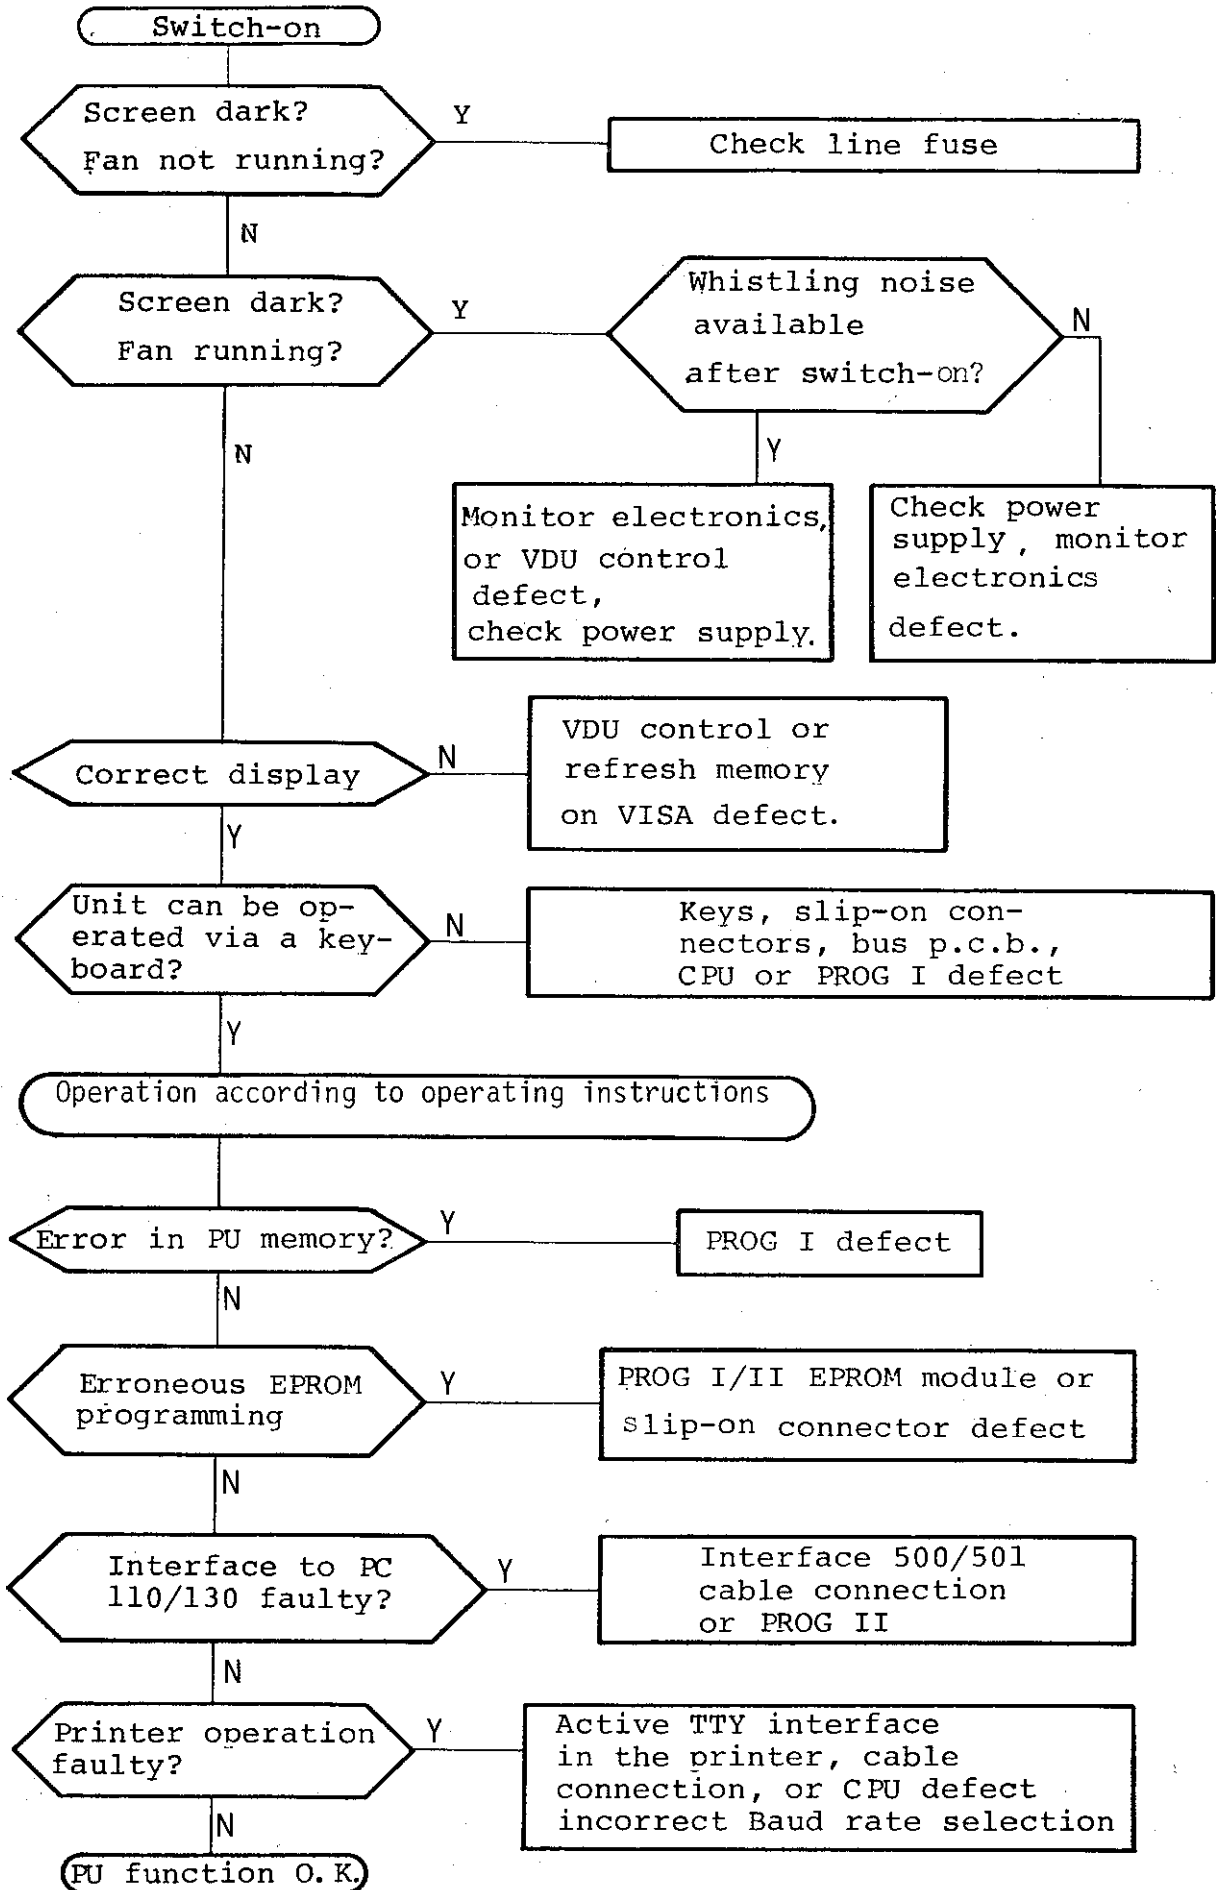 Switch-on
Screen dark?
Fan not running?
Y
Check line fuse
N
Screen dark?
Fan running?
Y
Whistling noise
available
after switch-on?
N
Y
N
Monitor electronics,
or VDU control
defect,
check power supply.
Check power
supply, monitor
electronics
defect.
Correct display
N
VDU control or
refresh memory
on VISA defect.
Y
Unit can be op-
erated via a key-
board?
N
Keys, slip-on con-
nectors, bus p.c.b.,
CPU or PROG I defect
Y
Operation according to operating instructions
Error in PU memory?
Y
PROG I defect
N
Erroneous EPROM
programming
Y
PROG I/II EPROM module or
slip-on connector defect
N
Interface to PC
110/130 faulty?
Y
Interface 500/501
cable connection
or PROG II
N
Printer operation
faulty?
Y
Active TTY interface
in the printer, cable
connection, or CPU defect
incorrect Baud rate selection
N
PU function O.K.